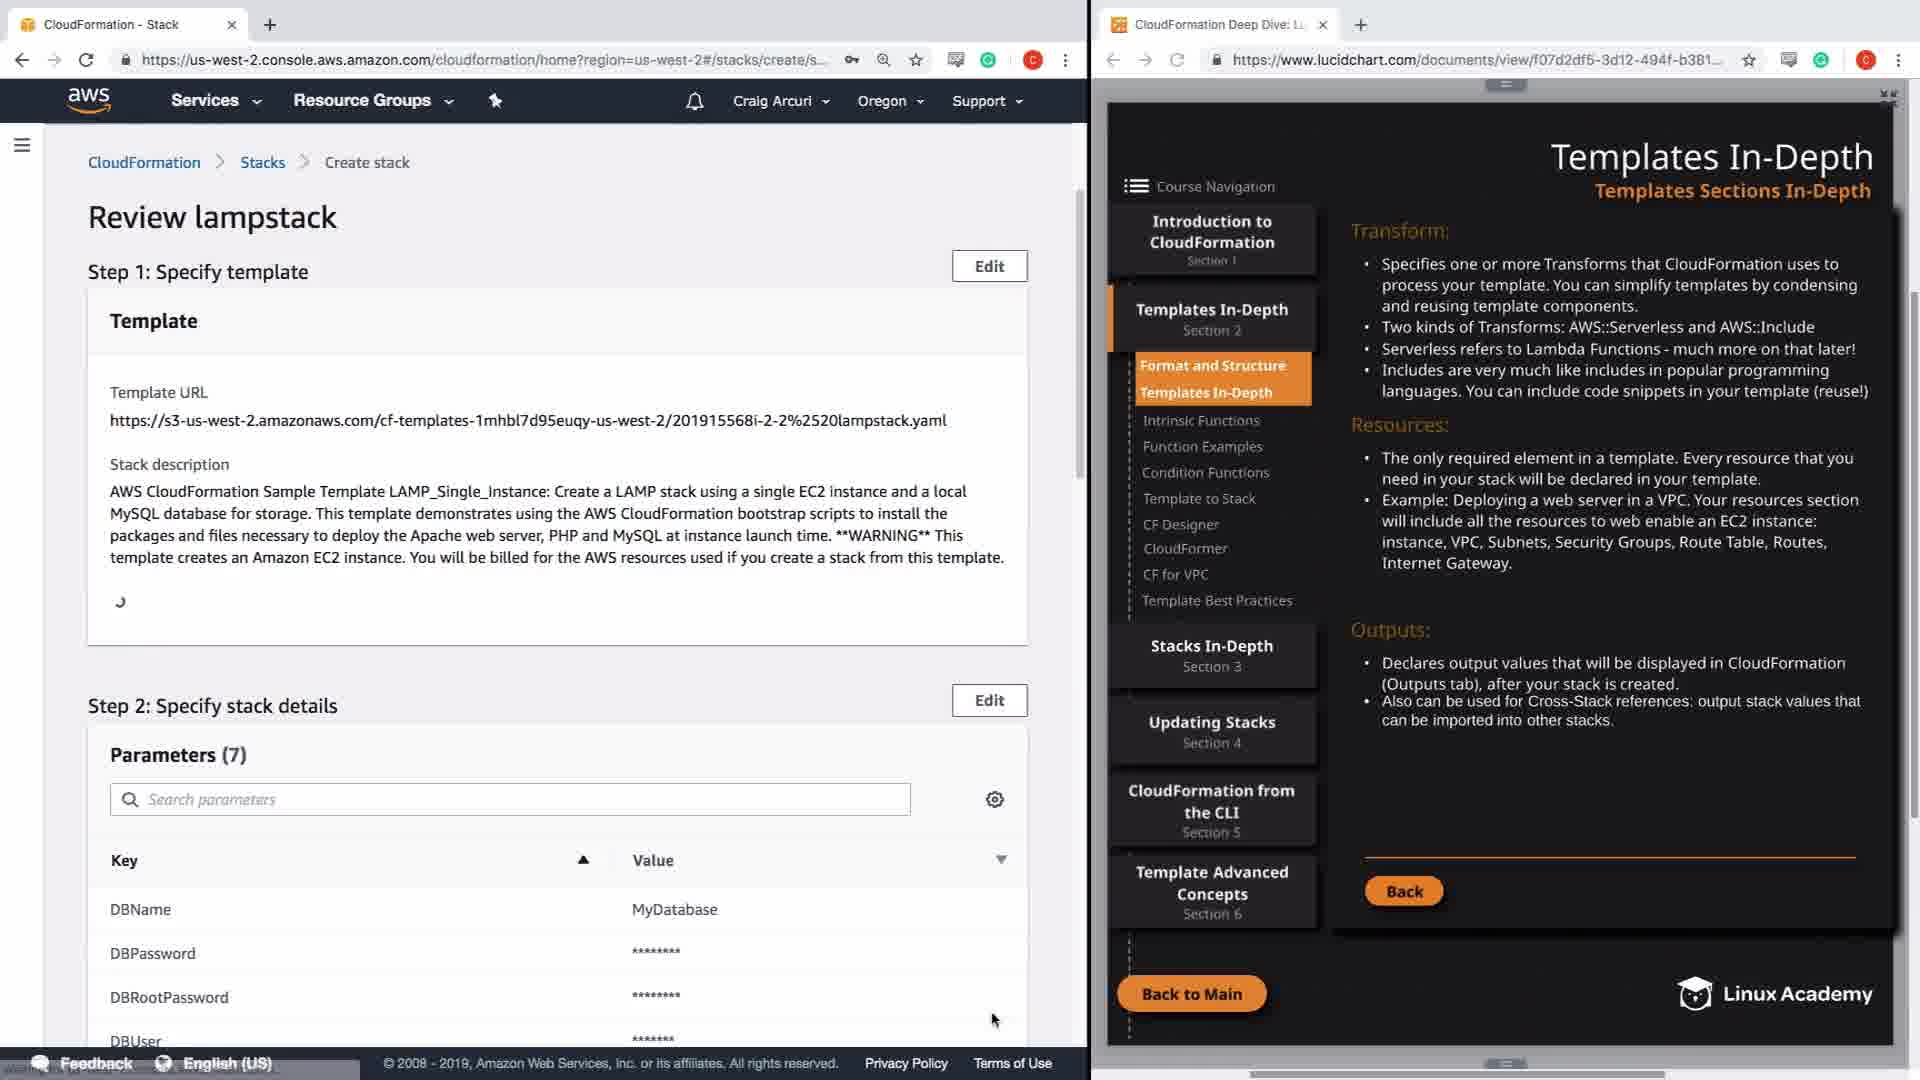 CloudFormation - Stack
https://us-west-2.console.aws.amazon.com/cloudformation/home?region=us-west-2#/stacks/create/s...
C
aws
Services
Resource Groups
Craig Arcuri
Oregon
Support
CloudFormation
Stacks
Create stack
Review lampstack
Step 1: Specify template
Edit
Template
Template URL
https://s3-us-west-2.amazonaws.com/cf-templates-1mhbl7d95euqy-us-west-2/201915568i-2-2%2520lampstack.yaml
Stack description
AWS CloudFormation Sample Template LAMP_Single_Instance: Create a LAMP stack using a single EC2 instance and a local
MySQL database for storage. This template demonstrates using the AWS CloudFormation bootstrap scripts to install the
packages and files necessary to deploy the Apache web server, PHP and MySQL at instance launch time. **WARNING** This
template creates an Amazon EC2 instance. You will be billed for the AWS resources used if you create a stack from this template.
Step 2: Specify stack details
Edit
Parameters (7)
Search parameters
Key
Value
DBName
MyDatabase
DBPassword
********
DBRootPassword
********
DBUser
*******
Feedback
English (US)
© 2008 - 2019, Amazon Web Services, Inc. or its affiliates. All rights reserved.
Privacy Policy
Terms of Use
CloudFormation Deep Dive: Lu
https://www.lucidchart.com/documents/view/f07d2df5-3d12-494f-b381...
C
Templates In-Depth
Templates Sections In-Depth
Course Navigation
Introduction to
CloudFormation
Section 1
Templates In-Depth
Section 2
Format and Structure
Templates In-Depth
Intrinsic Functions
Function Examples
Condition Functions
Template to Stack
CF Designer
CloudFormer
CF for VPC
Template Best Practices
Stacks In-Depth
Section 3
Updating Stacks
Section 4
CloudFormation from
the CLI
Section 5
Template Advanced
Concepts
Section 6
Back to Main
Transform:
• Specifies one or more Transforms that CloudFormation uses to
process your template. You can simplify templates by condensing
and reusing template components.
• Two kinds of Transforms: AWS::Serverless and AWS::Include
• Serverless refers to Lambda Functions - much more on that later!
• Includes are very much like includes in popular programming
languages. You can include code snippets in your template (reuse!)
Resources:
• The only required element in a template. Every resource that you
need in your stack will be declared in your template.
• Example: Deploying a web server in a VPC. Your resources section
will include all the resources to web enable an EC2 instance:
instance, VPC, Subnets, Security Groups, Route Table, Routes,
Internet Gateway.
Outputs:
• Declares output values that will be displayed in CloudFormation
(Outputs tab), after your stack is created.
• Also can be used for Cross-Stack references: output stack values that
can be imported into other stacks.
Back
Linux Academy